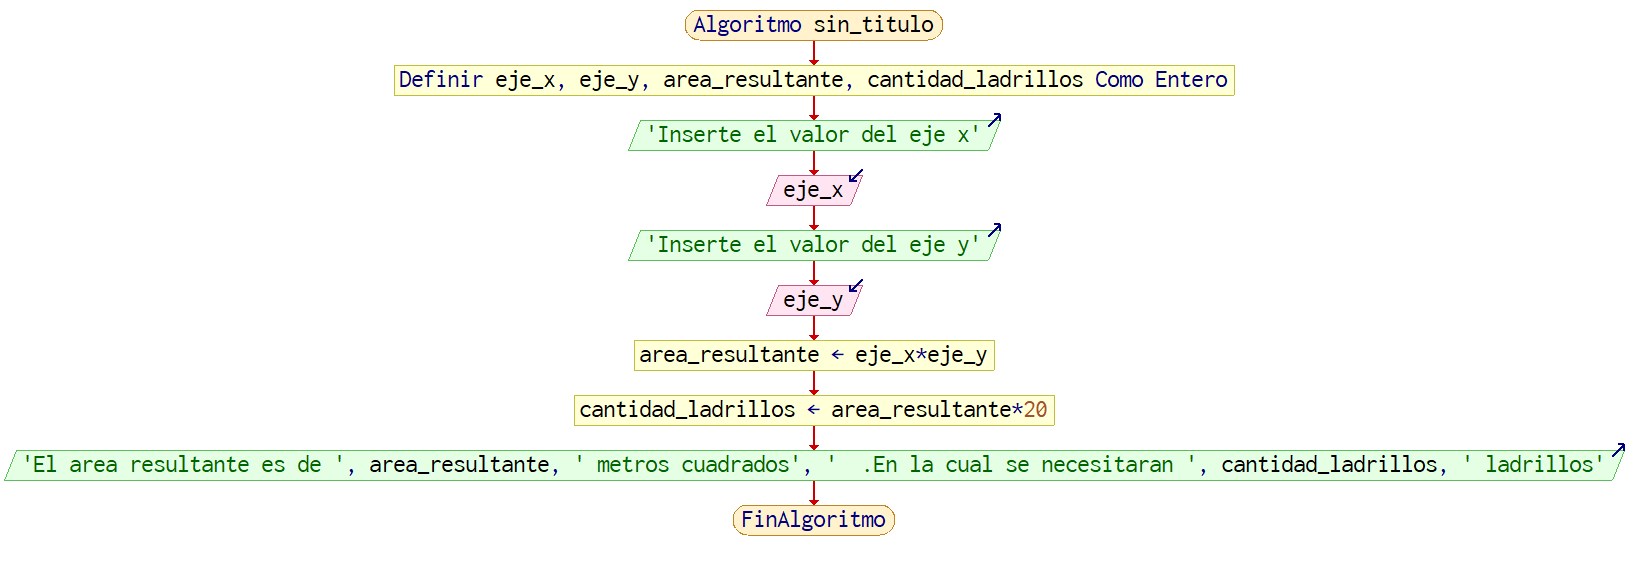 Algoritmo sin_titulo
Definir eje_x, eje_y, area_resultante, cantidad_ladrillos Como Entero
'Inserte el valor del eje x'
eje_x
'Inserte el valor del eje y'
eje_y
area_resultante ← eje_x*eje_y
cantidad_ladrillos ← area_resultante*20
'El area resultante es de ', area_resultante, ' metros cuadrados', '  .En la cual se necesitaran ', cantidad_ladrillos, ' ladrillos'
FinAlgoritmo